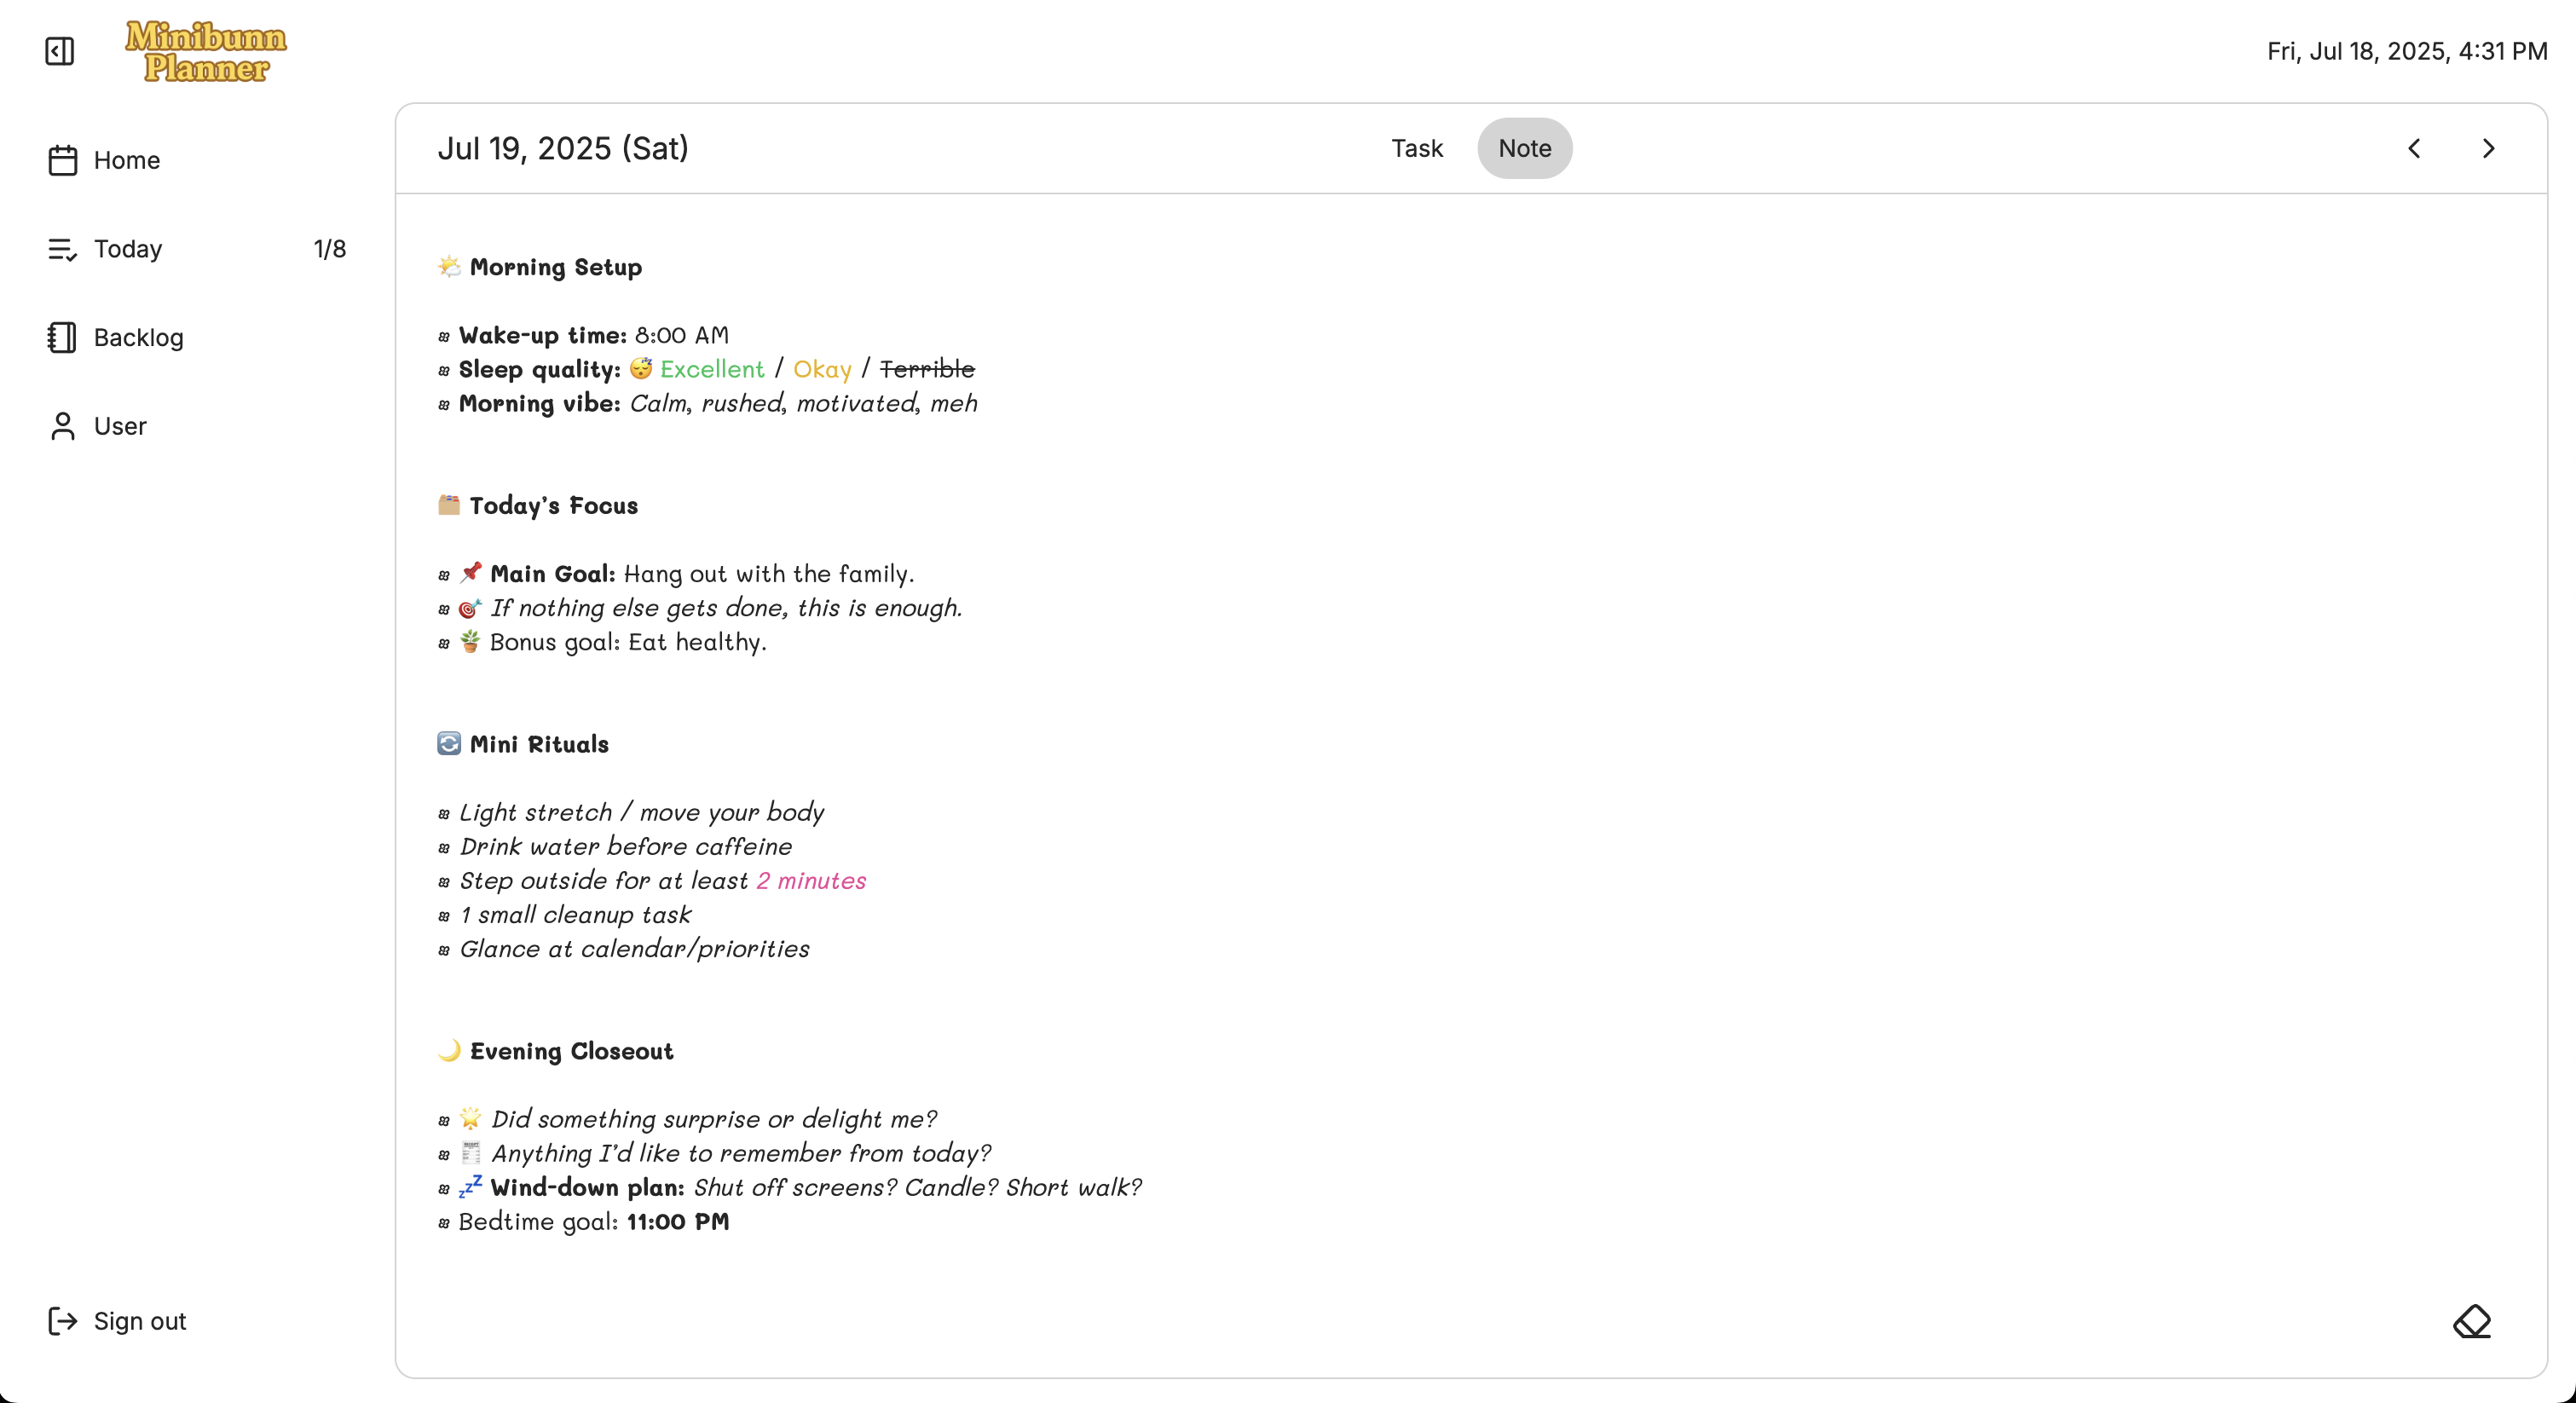 Minibunn
Planner
Fri, Jul 18, 2025, 4:31 PM
Home
Today 1/8
Backlog
User
Sign out
Jul 19, 2025 (Sat)
Task
Note
🌤️ Morning Setup
Wake-up time: 8:00 AM
Sleep quality: 😴 Excellent / Okay / Terrible
Morning vibe: Calm, rushed, motivated, meh
🗂️ Today's Focus
📌 Main Goal: Hang out with the family.
🎯 If nothing else gets done, this is enough.
🪴 Bonus goal: Eat healthy.
🔄 Mini Rituals
Light stretch / move your body
Drink water before caffeine
Step outside for at least 2 minutes
1 small cleanup task
Glance at calendar/priorities
🌙 Evening Closeout
🌟 Did something surprise or delight me?
🧾 Anything I'd like to remember from today?
💤 Wind-down plan: Shut off screens? Candle? Short walk?
Bedtime goal: 11:00 PM